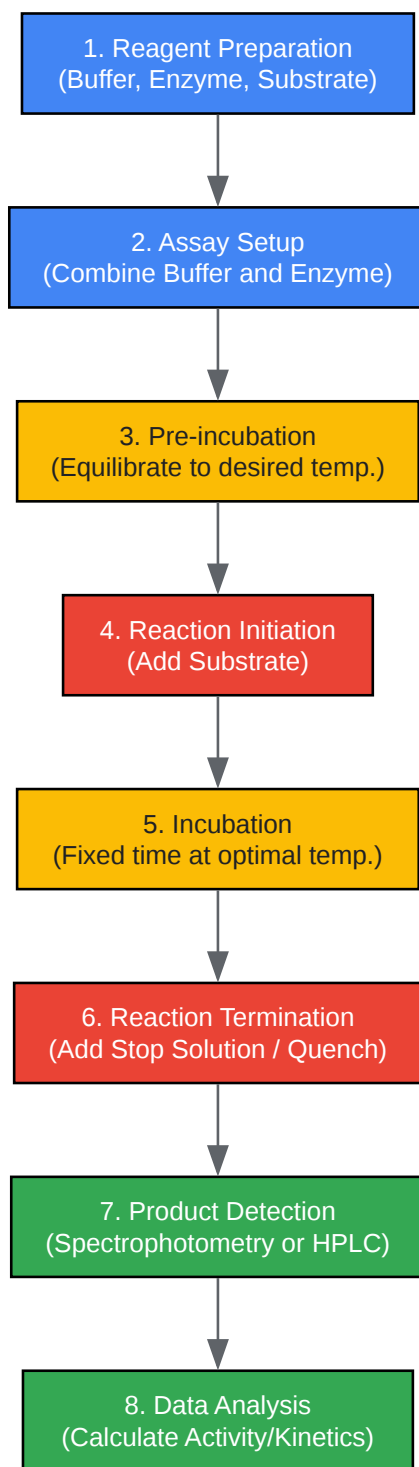 1. Reagent Preparation
(Buffer, Enzyme, Substrate)
2. Assay Setup
(Combine Buffer and Enzyme)
3. Pre-incubation
(Equilibrate to desired temp.)
4. Reaction Initiation
(Add Substrate)
5. Incubation
(Fixed time at optimal temp.)
6. Reaction Termination
(Add Stop Solution / Quench)
7. Product Detection
(Spectrophotometry or HPLC)
8. Data Analysis
(Calculate Activity/Kinetics)